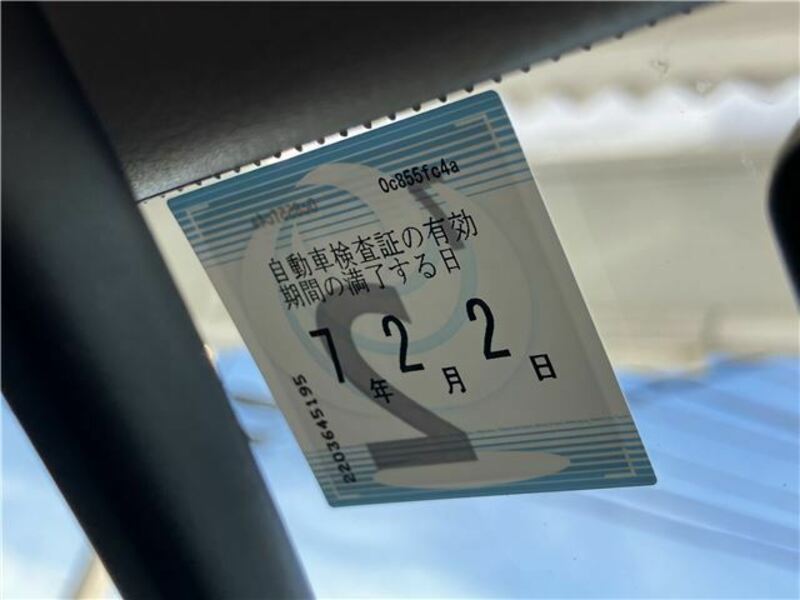 0c855fc4a
自動車検査証の有効
期間の満了する日
7年2月2日
2203645195
2